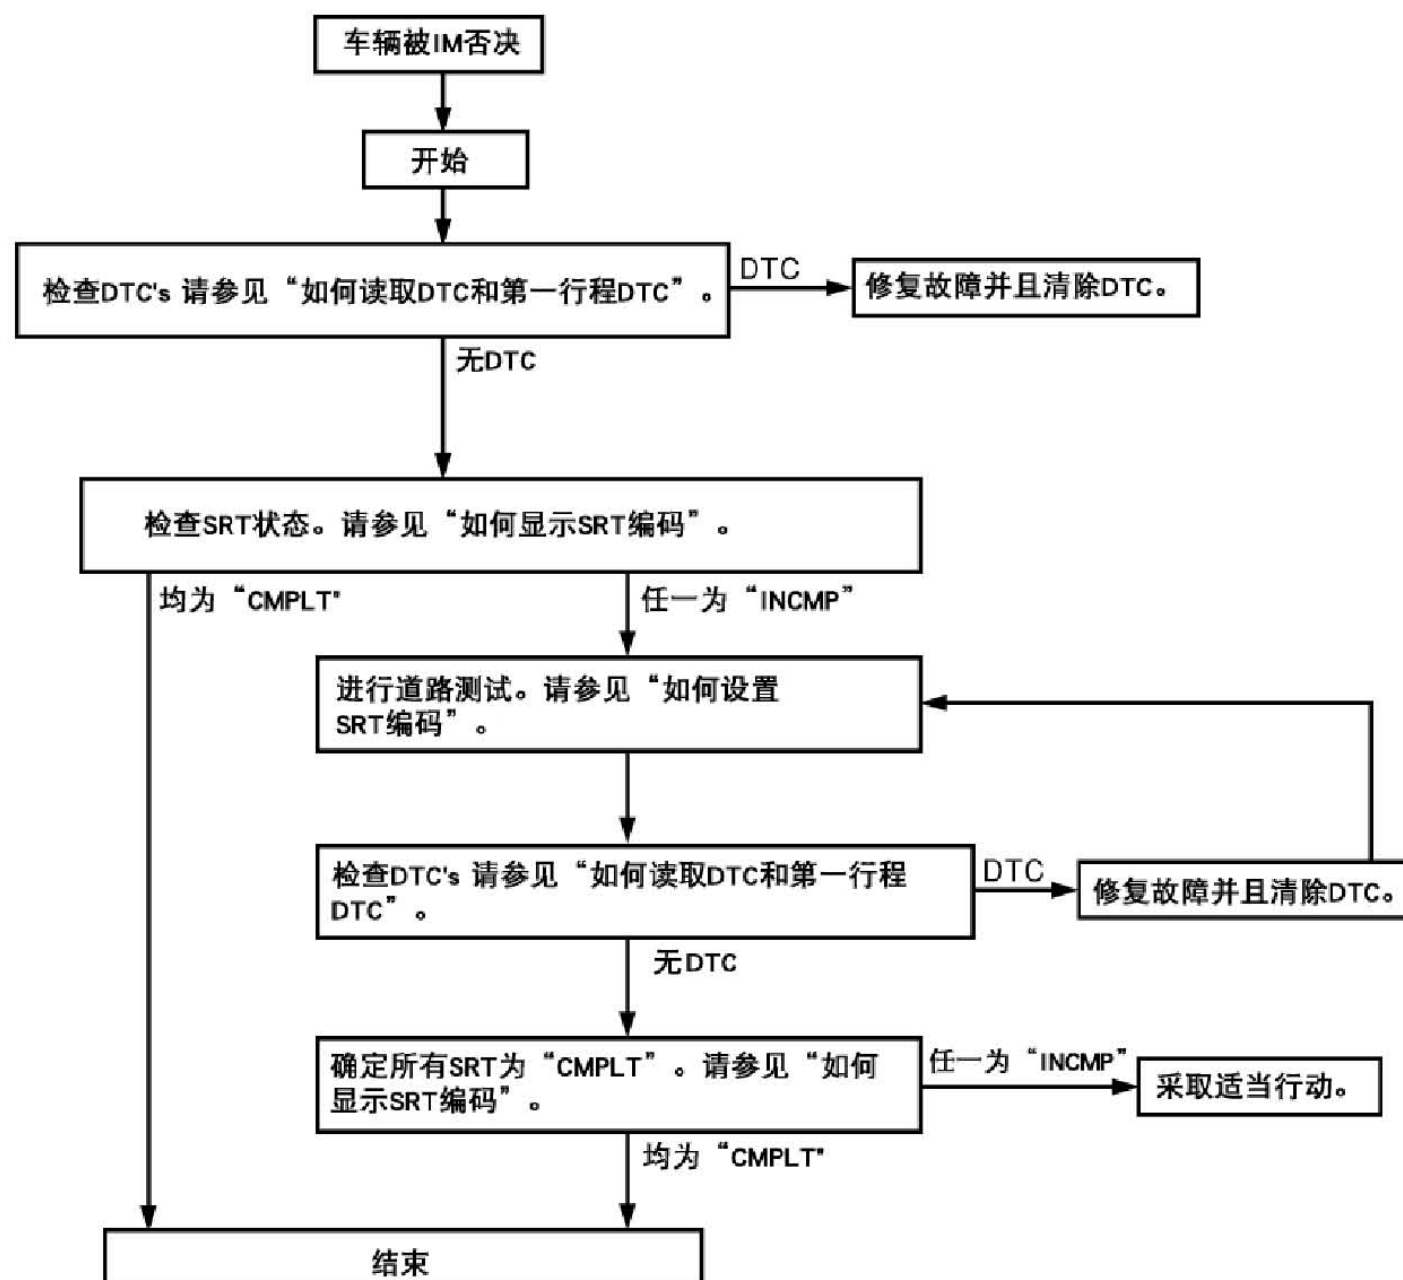 车辆被IM否决
开始
检查DTC's 请参见“如何读取DTC和第一行程DTC”。
DTC
修复故障并且清除DTC。
无DTC
检查SRT状态。请参见“如何显示SRT编码”。
均为“CMPLT"
任一为“INCMP”
进行道路测试。请参见“如何设置
SRT编码”。
检查DTC's 请参见“如何读取DTC和第一行程
DTC”。
DTC
修复故障并且清除DTC。
无DTC
确定所有SRT为“CMPLT”。请参见“如何
显示SRT编码”。
任一为“INCMP”
采取适当行动。
均为“CMPLT"
结束